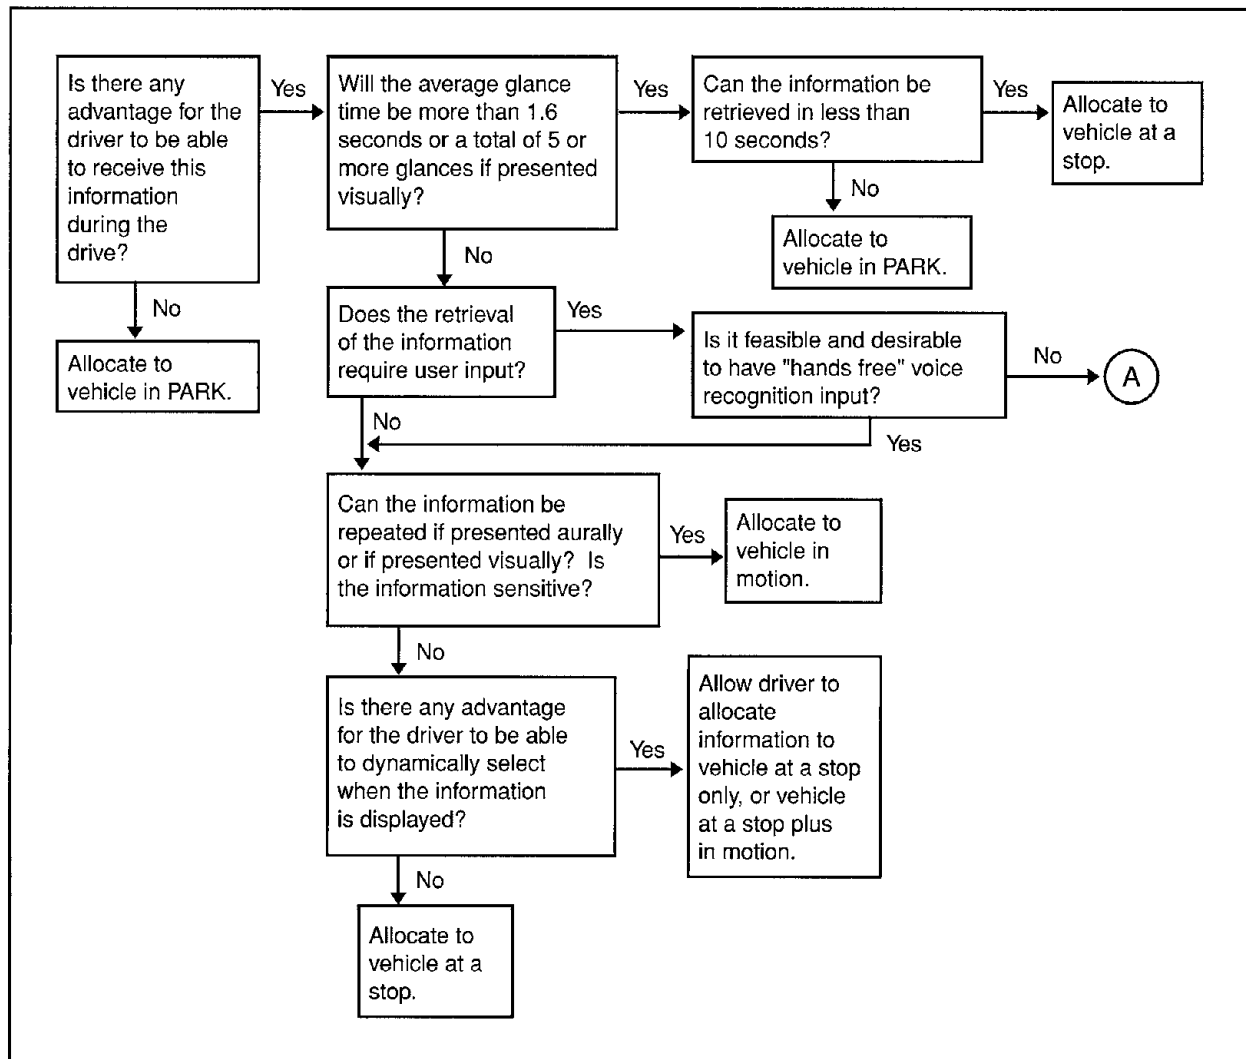 Is there any
advantage for the
driver to be able
to receive this
information
during the
drive?
Yes
Will the average glance
time be more than 1.6
seconds or a total of 5 or
more glances if presented
visually?
Yes
Can the information be
retrieved in less than
10 seconds?
Yes
Allocate to
vehicle at a
stop.
No
Allocate to
vehicle in PARK.
No
Allocate to
vehicle in PARK.
No
Does the retrieval
of the information
require user input?
Yes
Is it feasible and desirable
to have "hands free" voice
recognition input?
No
A
No
Yes
Can the information be
repeated if presented aurally
or if presented visually? Is
the information sensitive?
Yes
Allocate to
vehicle in
motion.
No
Is there any advantage
for the driver to be able
to dynamically select
when the information
is displayed?
Yes
Allow driver to
allocate
information to
vehicle at a stop
only, or vehicle
at a stop plus
in motion.
No
Allocate to
vehicle at a
stop.